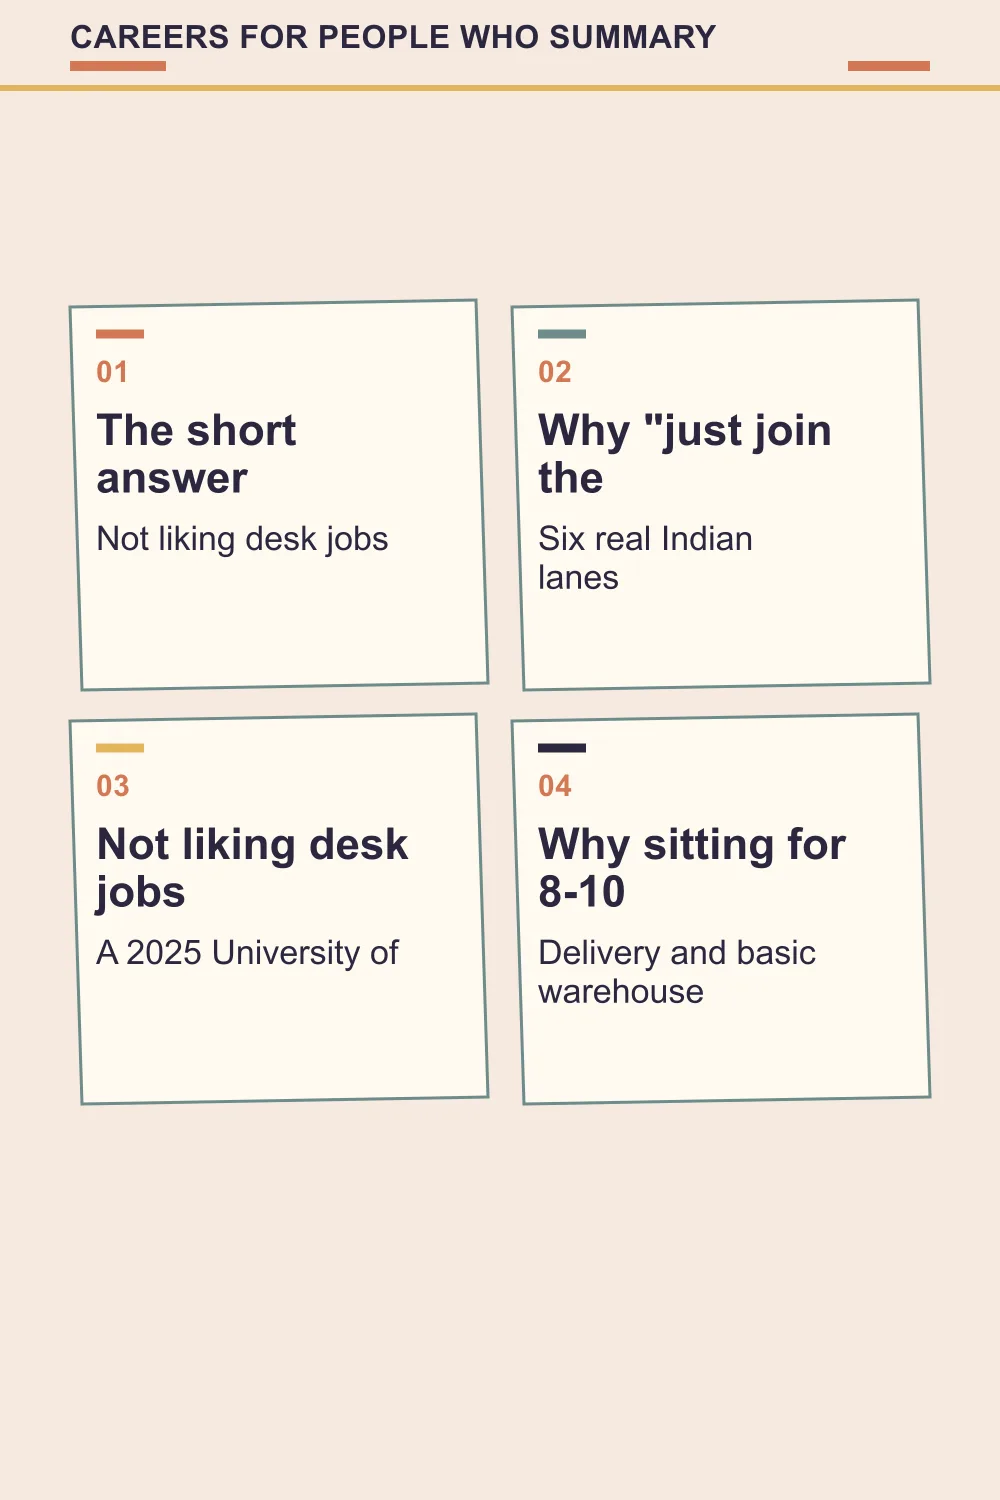 CAREERS FOR PEOPLE WHO SUMMARY
01
The short
answer
Not liking desk jobs
02
Why "just join
the
Six real Indian
lanes
03
Not liking desk
jobs
A 2025 University of
04
Why sitting for
8-10
Delivery and basic
warehouse